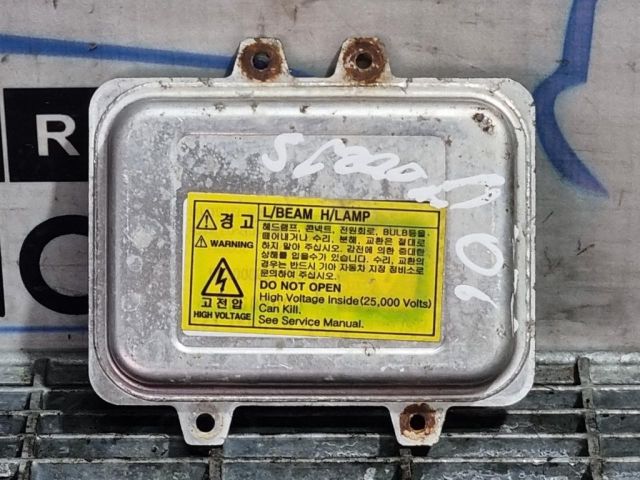 R
L/BEAM H/LAMP
경고
WARNING
헤드램프, 콘넥트, 전원회로, BULB등을
떼어내거나 수리, 분해, 교환은 절대로
하지 말아 주십시오. 감전에 의한 중대한
상해를 입을수가 있습니다. 수리, 교환의
경우는 반드시 기아 자동차 지정 정비소로
문의하여 주십시오.
고전압
HIGH VOLTAGE
DO NOT OPEN
High Voltage Inside(25,000 Volts)
Can Kill.
See Service Manual.
06